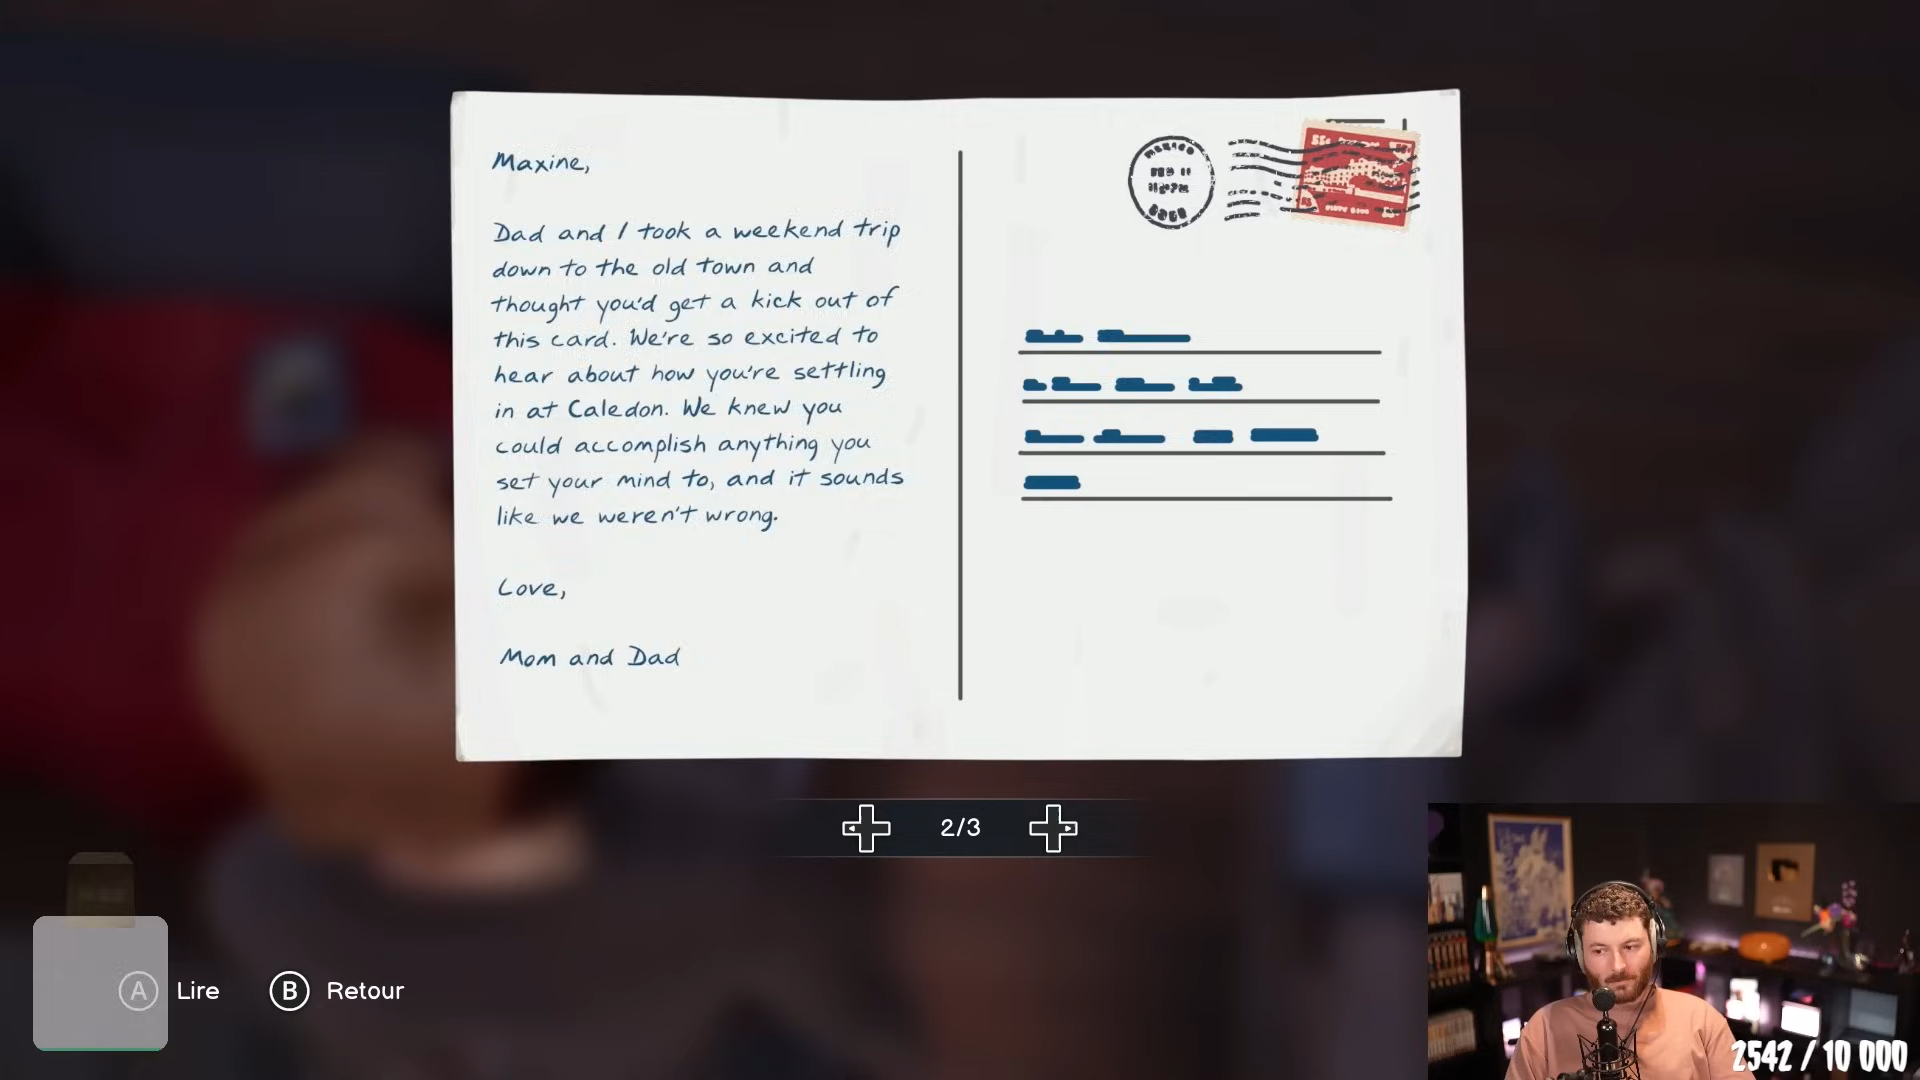 Maxine,
Dad and I took a weekend trip
down to the old town and
thought you'd get a kick out of
this card. We're so excited to
hear about how you're settling
in at Caledon. We knew you
could accomplish anything you
set your mind to, and it sounds
like we weren't wrong.
Love,
Mom and Dad
2/3
A Lire
B Retour
2542 / 10 000